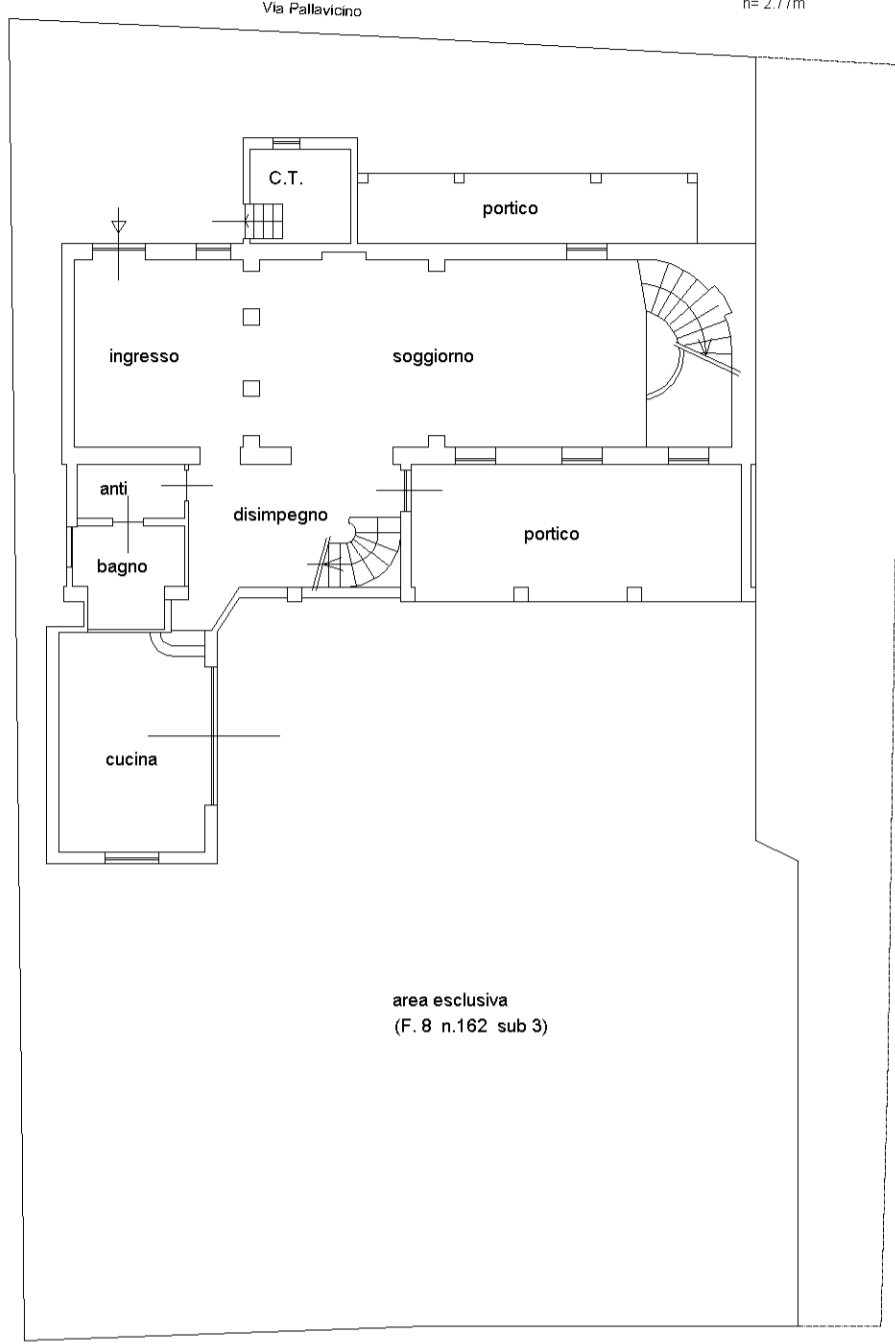 Via Pallavicino
h= 2.77m
C.T.
portico
ingresso
soggiorno
anti
disimpegno
portico
bagno
cucina
area esclusiva
(F. 8 n.162 sub 3)